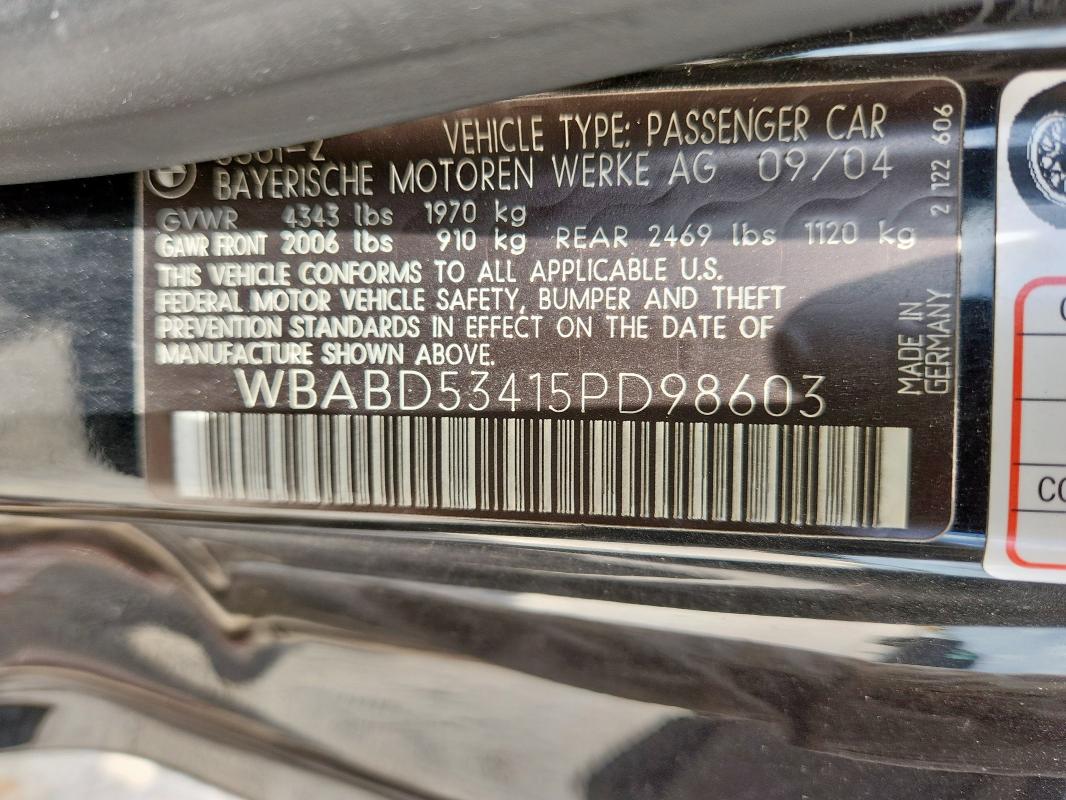 VEHICLE TYPE: PASSENGER CAR
BAYERISCHE MOTOREN WERKE AG 09/04
GVWR 4343 lbs 1970 kg
GAWR FRONT 2006 lbs 910 kg REAR 2469 lbs 1120 kg
THIS VEHICLE CONFORMS TO ALL APPLICABLE U.S.
FEDERAL MOTOR VEHICLE SAFETY, BUMPER AND THEFT
PREVENTION STANDARDS IN EFFECT ON THE DATE OF
MANUFACTURE SHOWN ABOVE.
WBABD53415PD98603
2 122 606
MADE IN
GERMANY